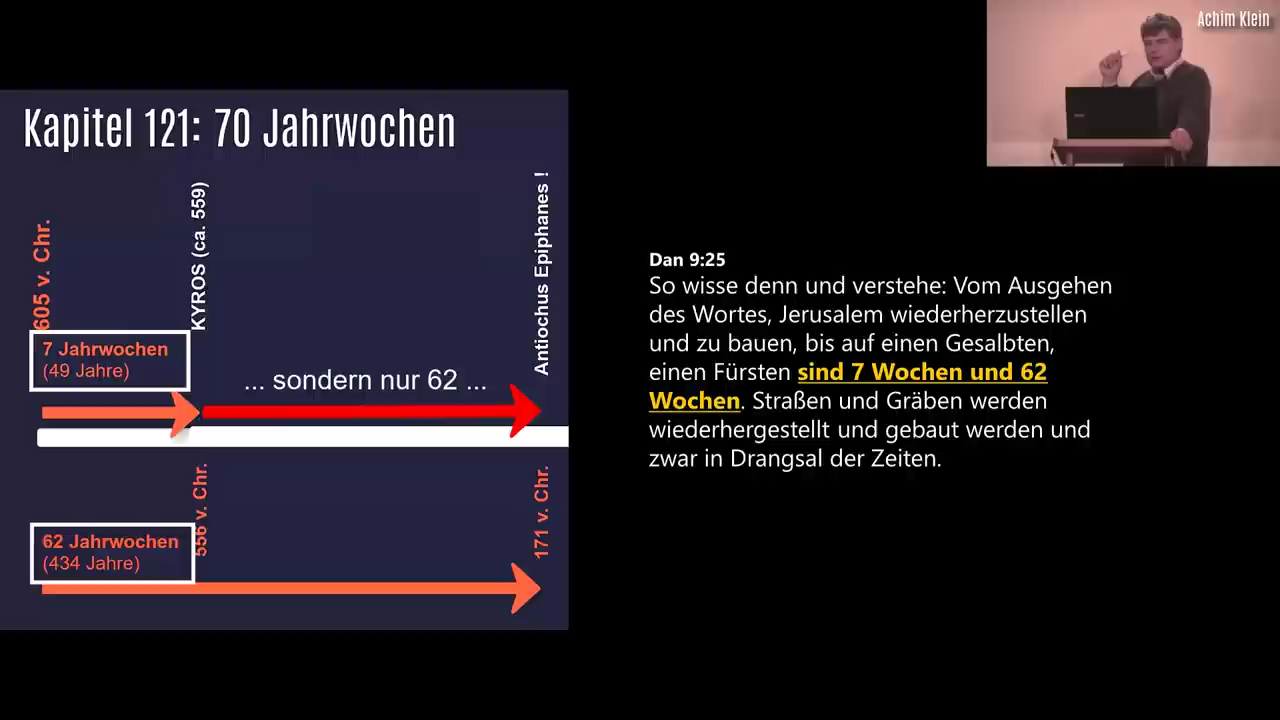 Achim Klein
Kapitel 121: 70 Jahrwochen
605 v. Chr.
KYROS (ca. 559)
Antiochus Epiphanes !
7 Jahrwochen
(49 Jahre)
... sondern nur 62 ...
556 v. Chr.
171 v. Chr.
62 Jahrwochen
(434 Jahre)
Dan 9:25
So wisse denn und verstehe: Vom Ausgehen
des Wortes, Jerusalem wiederherzustellen
und zu bauen, bis auf einen Gesalbten,
einen Fürsten sind 7 Wochen und 62
Wochen. Straßen und Gräben werden
wiederhergestellt und gebaut werden und
zwar in Drangsal der Zeiten.